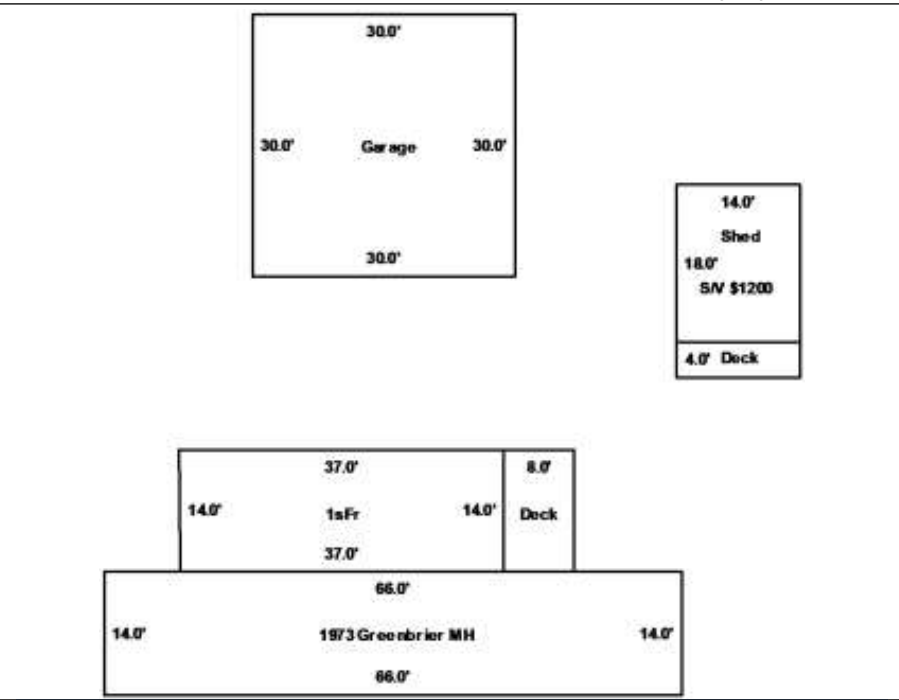 30.0'
30.0' Garage 30.0'
30.0'
14.0'
Shed
18.0'
S/V $1200
4.0' Deck
37.0'
14.0' 1sFr 14.0'
37.0'
8.0'
Deck
66.0'
14.0' 1973 Greenbrier MH 14.0'
66.0'